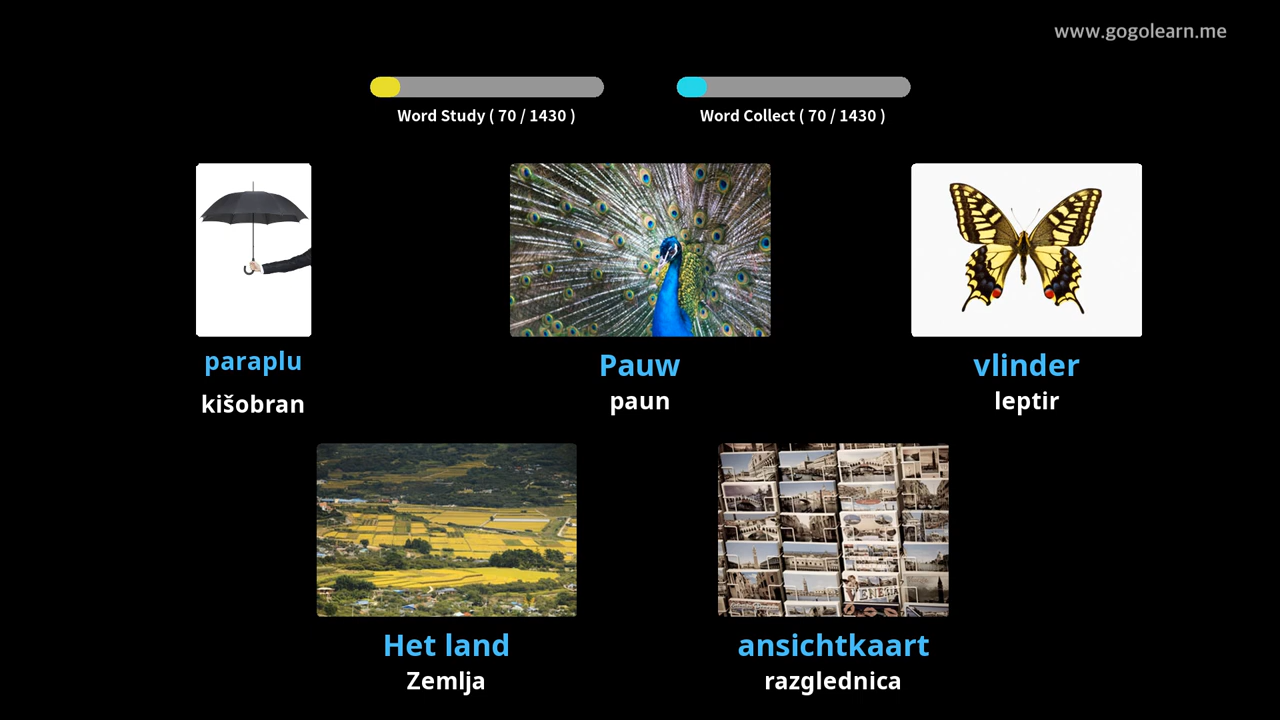 www.gogolearn.me
Word Study ( 70 / 1430 )
Word Collect ( 70 / 1430 )
paraplu
kišobran
Pauw
paun
vlinder
leptir
Het land
Zemlja
ansichtkaart
razglednica